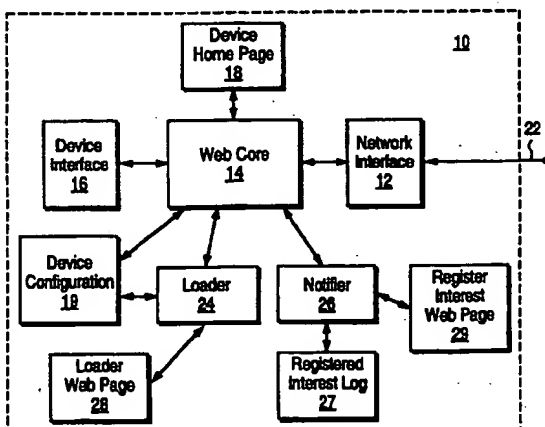 Device
Home Page
18
10
22
Device
Interface
16
Web Core
14
Network
Interface
12
Device
Configuration
19
Loader
24
Notifier
26
Register
Interest Web Page
29
Loader
Web Page
28
Registered
Interest Log
27